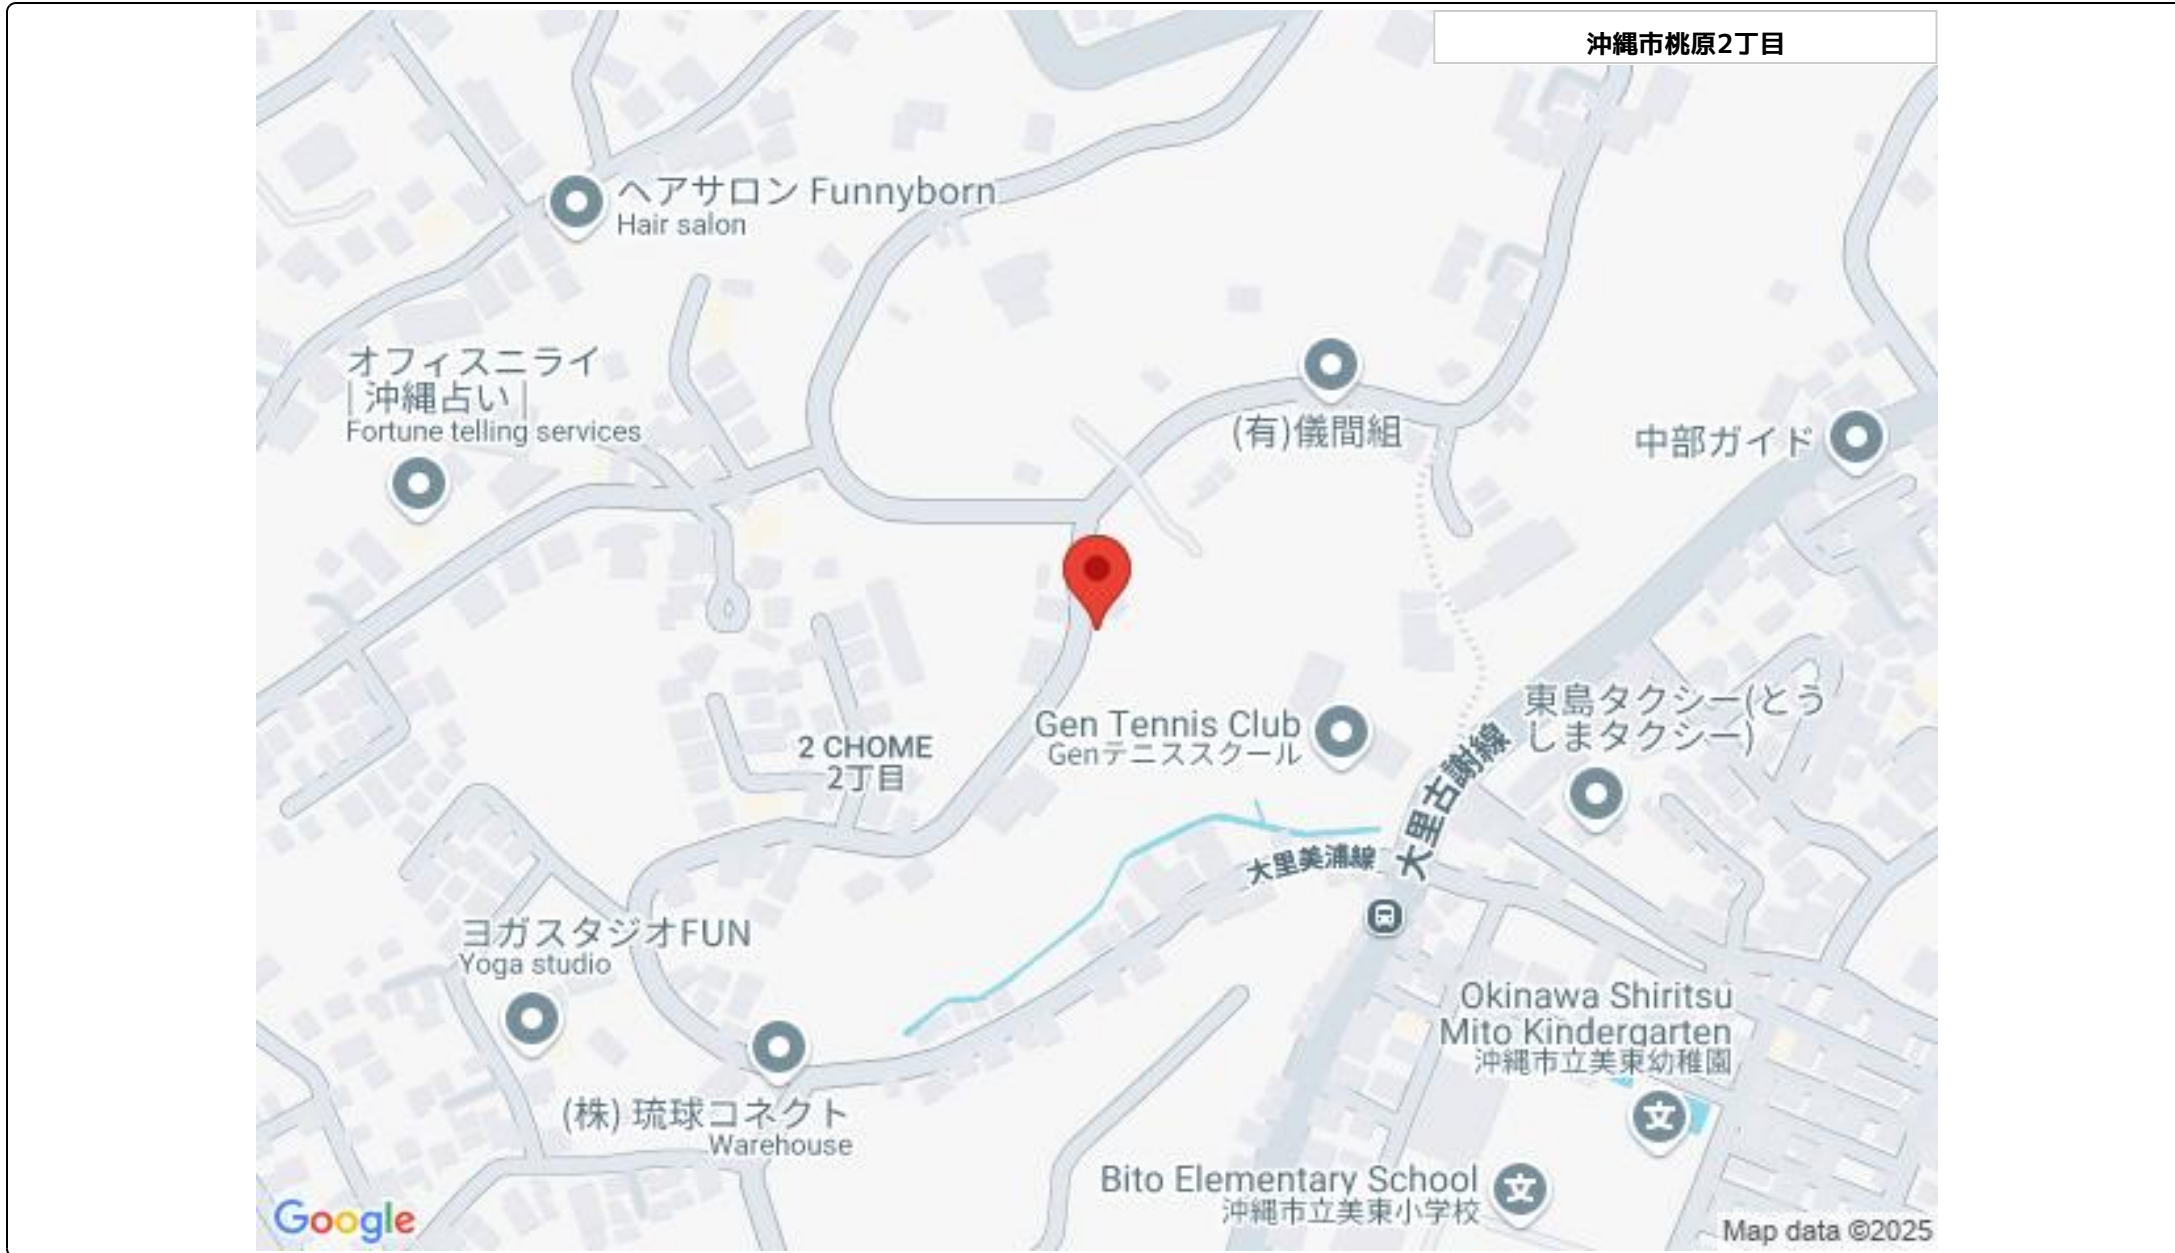 沖縄市桃原2丁目
ヘアサロン Funnyborn
Hair salon
オフィスニライ
| 沖縄占い |
Fortune telling services
(有)儀間組
中部ガイド
東島タクシー(とう
しまタクシー)
Gen Tennis Club
Genテニススクール
2 CHOME
2丁目
大里古謝線
大里美浦線
ヨガスタジオFUN
Yoga studio
Okinawa Shiritsu
Mito Kindergarten
沖縄市立美東幼稚園
文
(株) 琉球コネクト
Warehouse
Bito Elementary School
沖縄市立美東小学校
文
Google
Map data ©2025